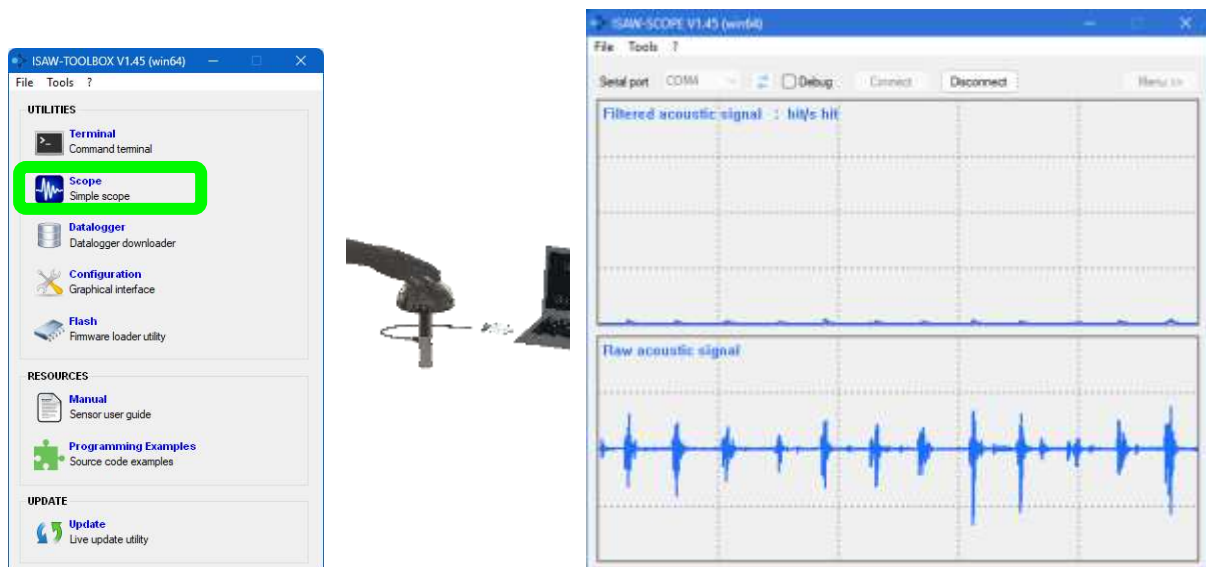 ISAW-TOOLBOX V1.45 (win64)
File Tools ?
UTILITIES
Terminal
Command terminal
Scope
Simple scope
Datalogger
Datalogger downloader
Configuration
Graphical interface
Flash
Firmware loader utility
RESOURCES
Manual
Sensor user guide
Programming Examples
Source code examples
UPDATE
Update
Live update utility
ISAW-SCOPE V1.45 (win64)
File Tools ?
Serial port COM4 Debug Connect Disconnect Menu >>
Filtered acoustic signal : hit/s hit
Raw acoustic signal